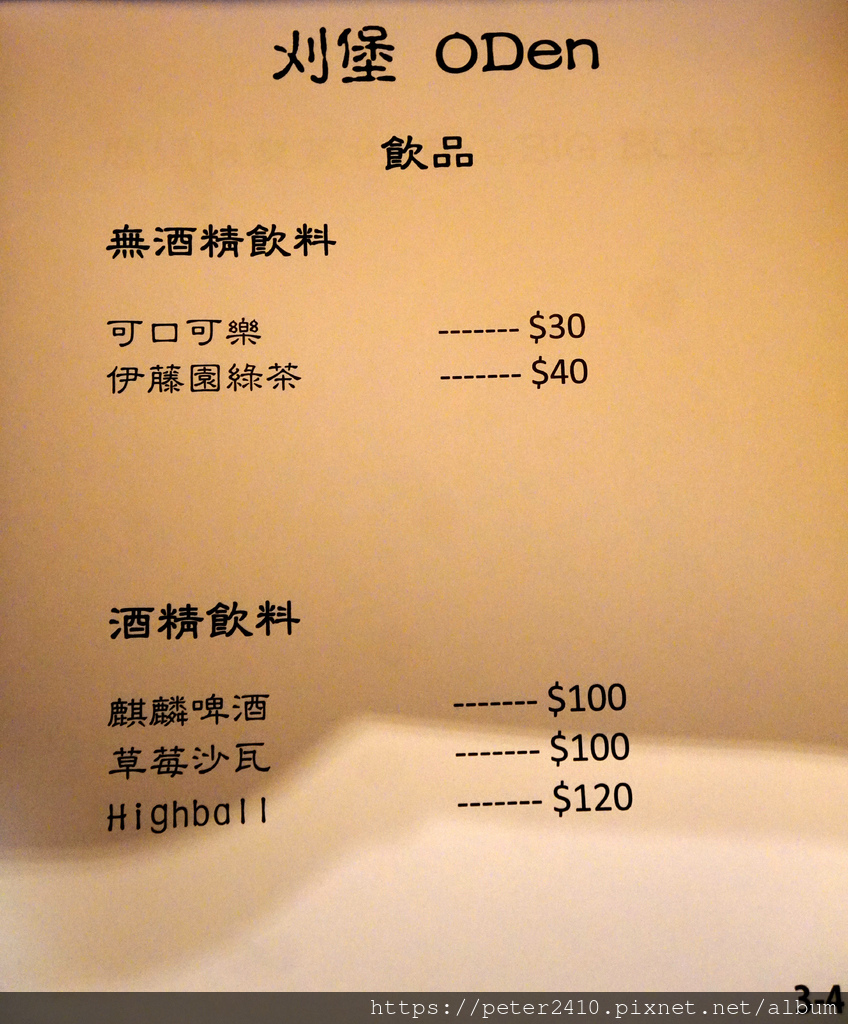 刈堡 ODen
飲品
無酒精飲料
可口可樂 ------- $30
伊藤園綠茶 ------- $40
酒精飲料
麒麟啤酒 ------- $100
草莓沙瓦 ------- $100
Highball ------- $120
3-4
https://peter2410.pixnet.net/album